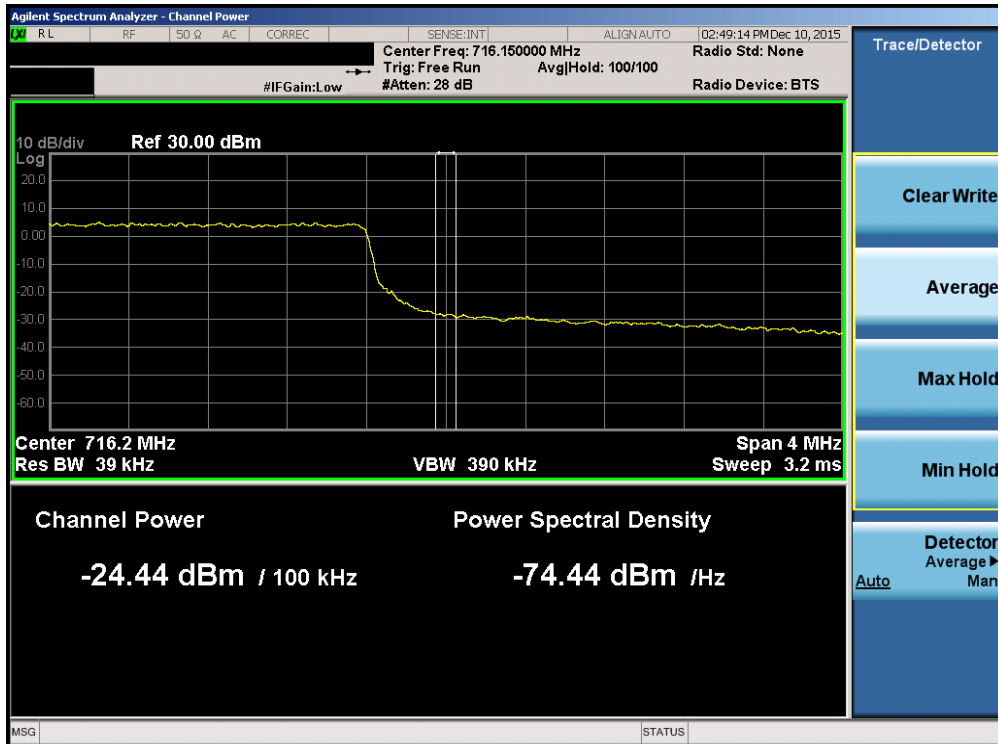 Agilent Spectrum Analyzer - Channel Power
LXI RL RF 50 Ω AC CORREC SENSE:INT ALIGN AUTO 02:49:14 PM Dec 10, 2015
Center Freq: 716.150000 MHz Radio Std: None
Trig: Free Run Avg|Hold: 100/100
#IFGain:Low #Atten: 28 dB Radio Device: BTS
10 dB/div Ref 30.00 dBm
Log
20.0
10.0
0.00
-10.0
-20.0
-30.0
-40.0
-50.0
-60.0
Center 716.2 MHz Span 4 MHz
Res BW 39 kHz VBW 390 kHz Sweep 3.2 ms
Channel Power Power Spectral Density
-24.44 dBm / 100 kHz -74.44 dBm /Hz
MSG STATUS
Trace/Detector
Clear Write
Average
Max Hold
Min Hold
Detector
Average▶
Auto Man